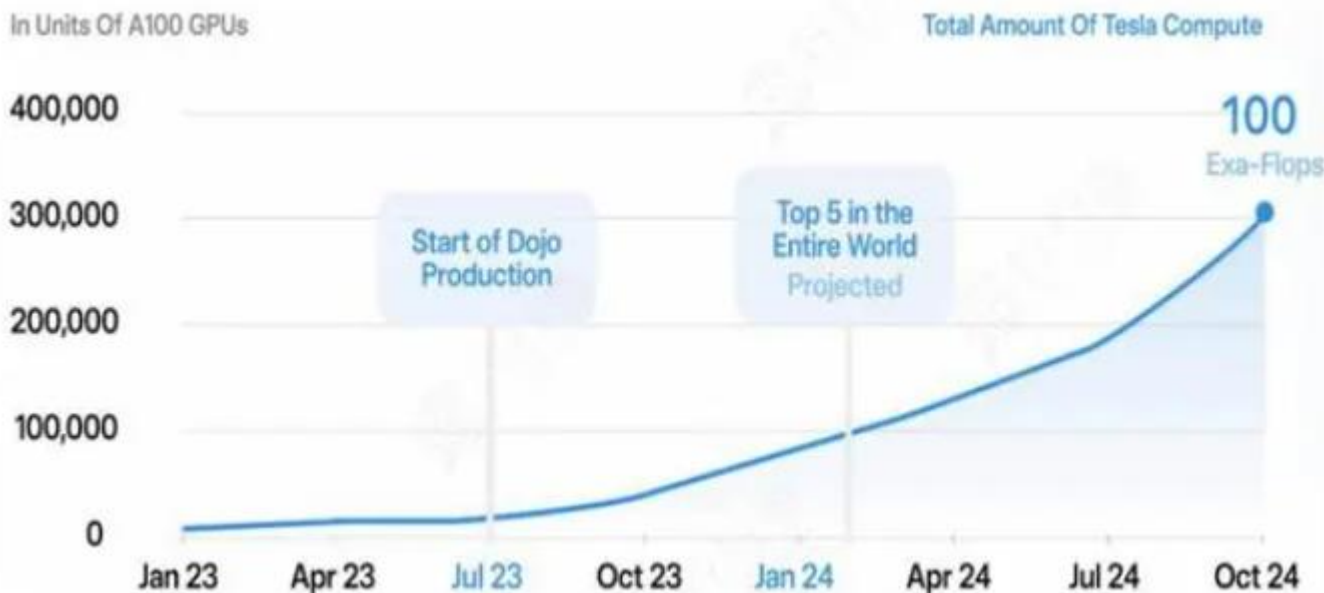 In Units Of A100 GPUs
Total Amount Of Tesla Compute
400,000
100
Exa-Flops
300,000
Start of Dojo
Production
Top 5 in the
Entire World
Projected
200,000
100,000
0
Jan 23
Apr 23
Jul 23
Oct 23
Jan 24
Apr 24
Jul 24
Oct 24